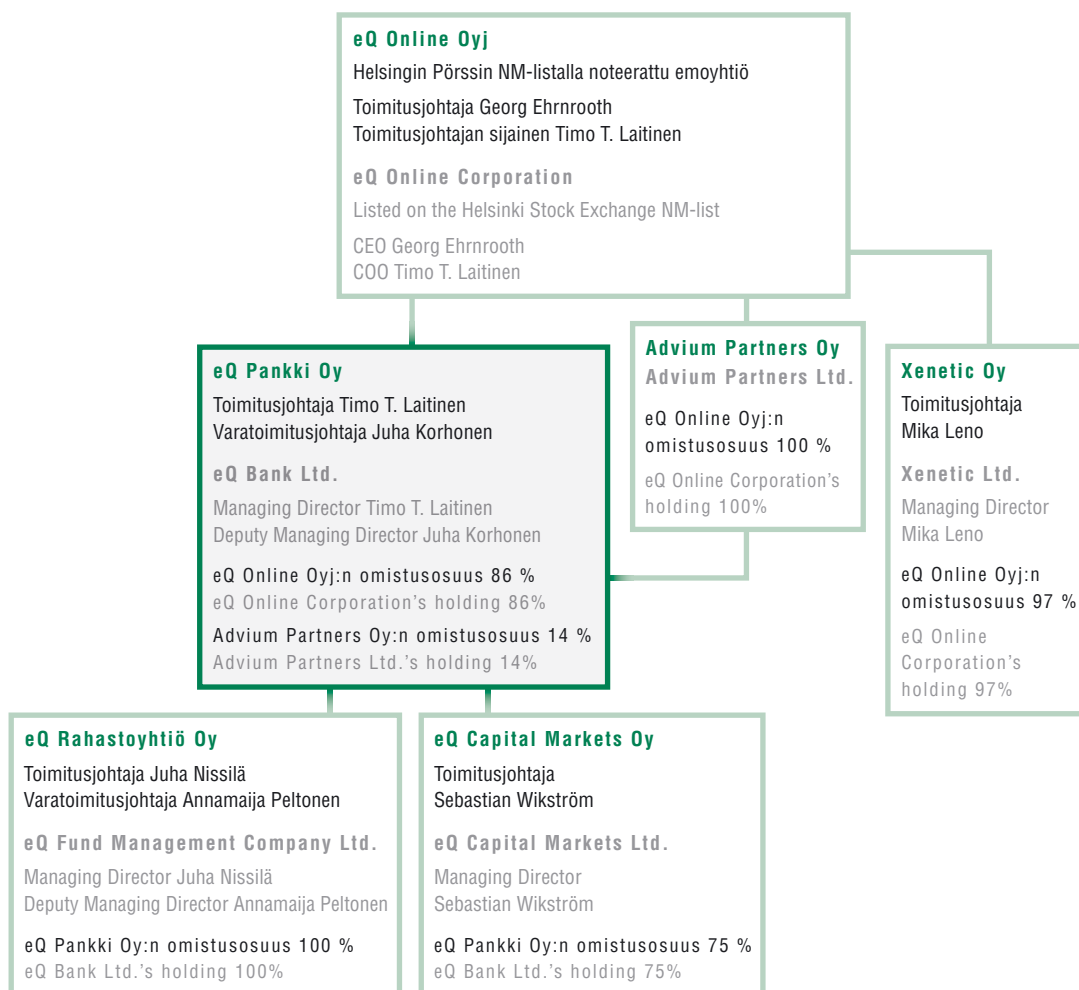 eQ Online Oyj
Helsingin Pörssin NM-listalla noteerattu emoyhtiö
Toimitusjohtaja Georg Ehrnrooth
Toimitusjohtajan sijainen Timo T. Laitinen
eQ Online Corporation
Listed on the Helsinki Stock Exchange NM-list
CEO Georg Ehrnrooth
COO Timo T. Laitinen
eQ Pankki Oy
Toimitusjohtaja Timo T. Laitinen
Varatoimitusjohtaja Juha Korhonen
eQ Bank Ltd.
Managing Director Timo T. Laitinen
Deputy Managing Director Juha Korhonen
eQ Online Oyj:n omistusosuus 86 %
eQ Online Corporation's holding 86%
Advium Partners Oy:n omistusosuus 14 %
Advium Partners Ltd.'s holding 14%
Advium Partners Oy
Advium Partners Ltd.
eQ Online Oyj:n
omistusosuus 100 %
eQ Online Corporation's
holding 100%
Xenetic Oy
Toimitusjohtaja
Mika Leno
Xenetic Ltd.
Managing Director
Mika Leno
eQ Online Oyj:n
omistusosuus 97 %
eQ Online
Corporation's
holding 97%
eQ Rahastoyhtiö Oy
Toimitusjohtaja Juha Nissilä
Varatoimitusjohtaja Annamaija Peltonen
eQ Fund Management Company Ltd.
Managing Director Juha Nissilä
Deputy Managing Director Annamaija Peltonen
eQ Pankki Oy:n omistusosuus 100 %
eQ Bank Ltd.'s holding 100%
eQ Capital Markets Oy
Toimitusjohtaja
Sebastian Wikström
eQ Capital Markets Ltd.
Managing Director
Sebastian Wikström
eQ Pankki Oy:n omistusosuus 75 %
eQ Bank Ltd.'s holding 75%